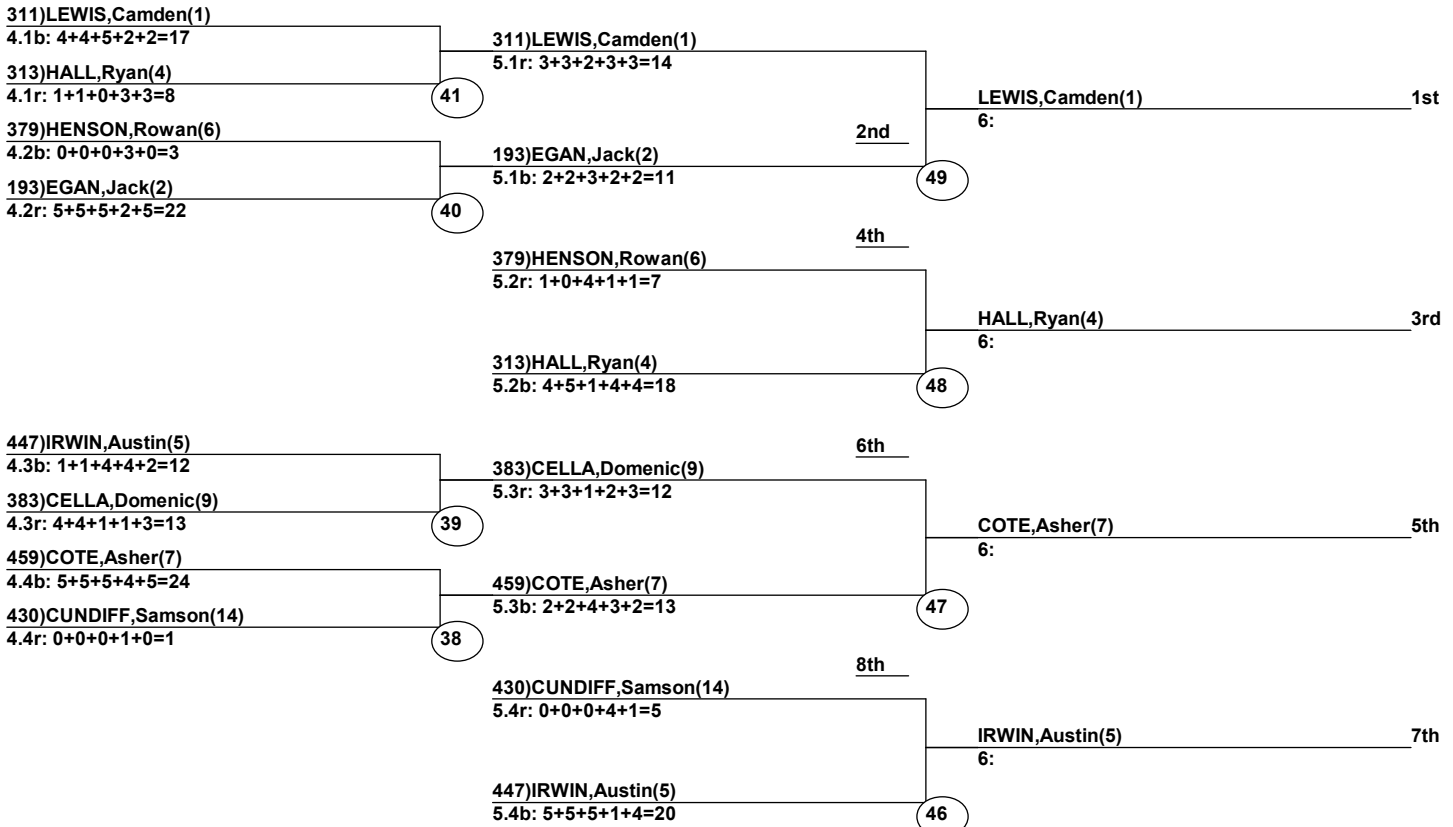 311)LEWIS,Camden(1)
4.1b: 4+4+5+2+2=17
313)HALL,Ryan(4)
4.1r: 1+1+0+3+3=8
41
379)HENSON,Rowan(6)
4.2b: 0+0+0+3+0=3
193)EGAN,Jack(2)
4.2r: 5+5+5+2+5=22
40
311)LEWIS,Camden(1)
5.1r: 3+3+2+3+3=14
2nd
193)EGAN,Jack(2)
5.1b: 2+2+3+2+2=11
49
LEWIS,Camden(1)
1st
6:
4th
379)HENSON,Rowan(6)
5.2r: 1+0+4+1+1=7
313)HALL,Ryan(4)
5.2b: 4+5+1+4+4=18
48
HALL,Ryan(4)
3rd
6:
447)IRWIN,Austin(5)
4.3b: 1+1+4+4+2=12
383)CELLA,Domenic(9)
4.3r: 4+4+1+1+3=13
39
459)COTE,Asher(7)
4.4b: 5+5+5+4+5=24
430)CUNDIFF,Samson(14)
4.4r: 0+0+0+1+0=1
38
6th
383)CELLA,Domenic(9)
5.3r: 3+3+1+2+3=12
459)COTE,Asher(7)
5.3b: 2+2+4+3+2=13
47
COTE,Asher(7)
5th
6:
8th
430)CUNDIFF,Samson(14)
5.4r: 0+0+0+4+1=5
447)IRWIN,Austin(5)
5.4b: 5+5+5+1+4=20
46
IRWIN,Austin(5)
7th
6: